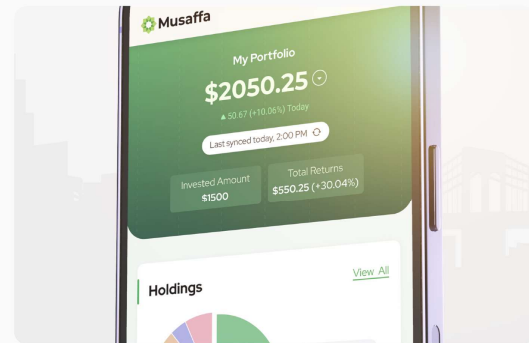 Musaffa
My Portfolio
$2050.25
▲ 50.67 (+10.06%) Today
Last synced today, 2:00 PM
Invested Amount
$1500
Total Returns
$550.25 (+30.04%)
Holdings
View All